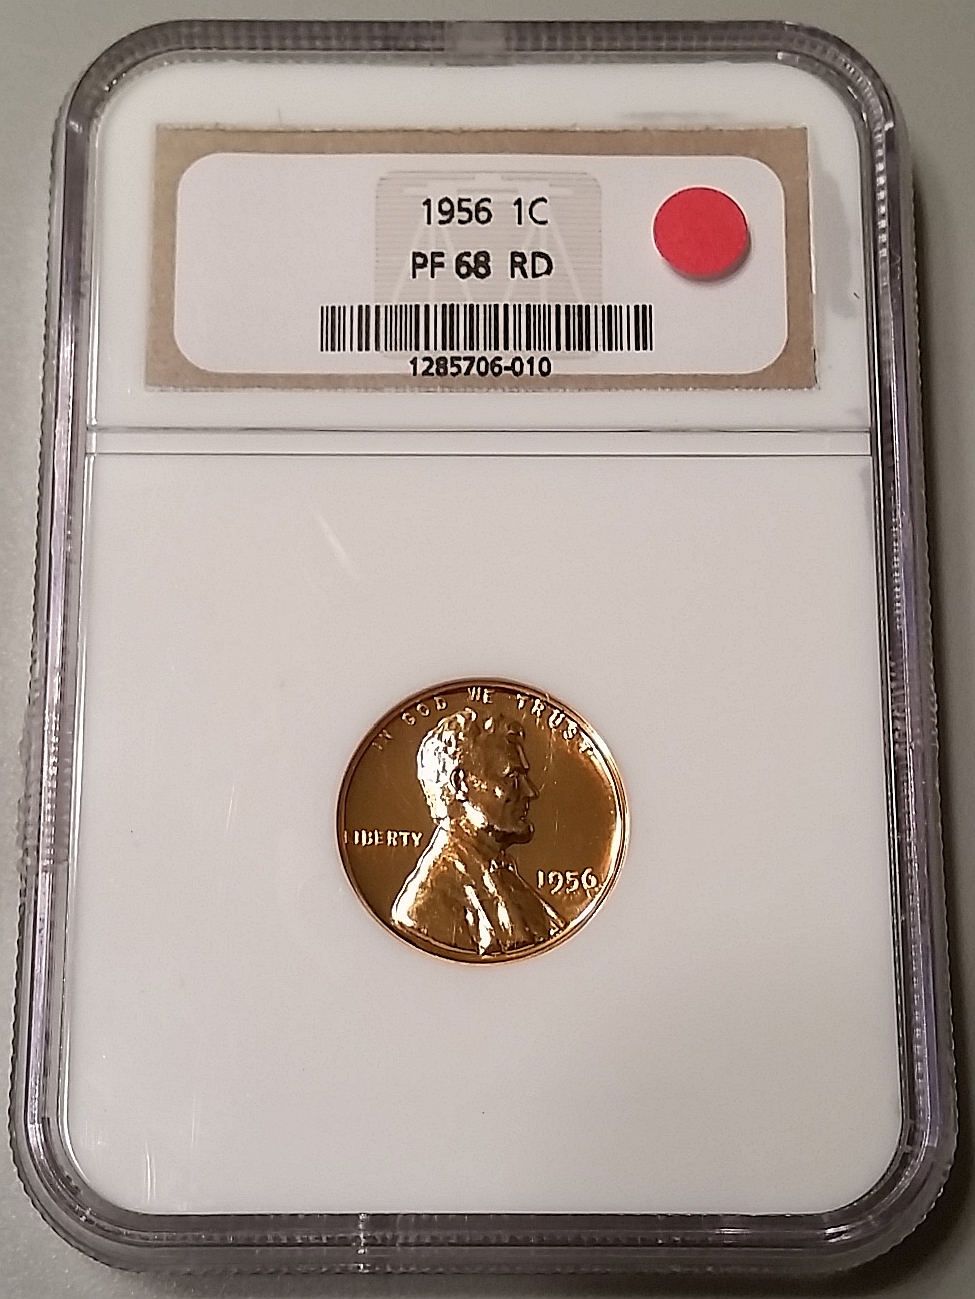 1956 1C
PF 68 RD
1285706-010
IN GOD WE TRUST
LIBERTY
1956